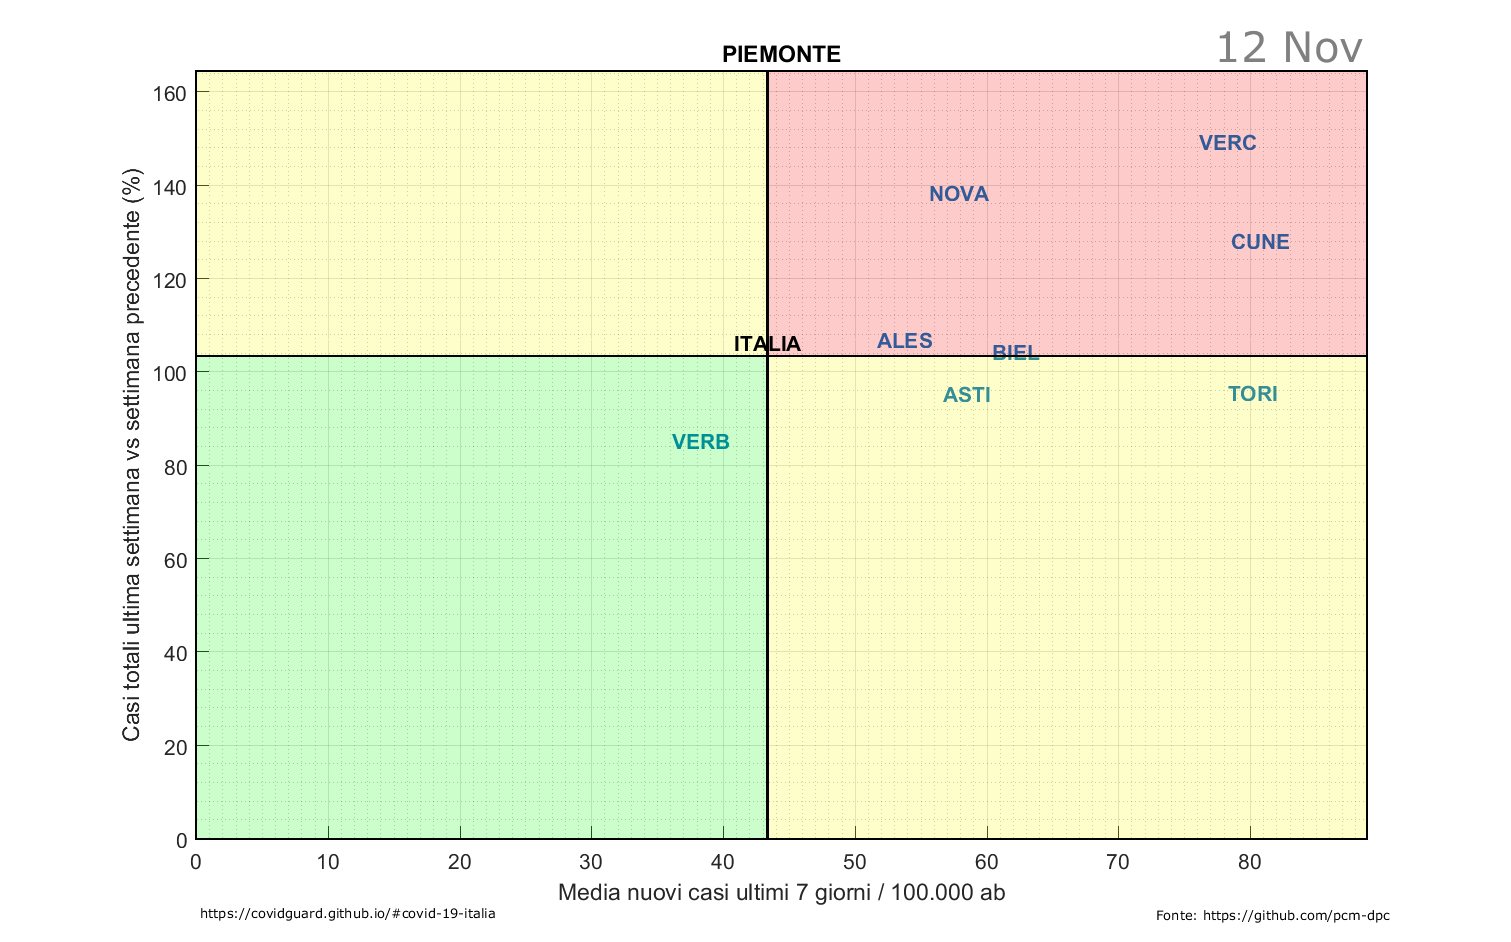 PIEMONTE
12 Nov
Casi totali ultima settimana vs settimana precedente (%)
160
140
120
100
80
60
40
20
0
VERC
NOVA
CUNE
ITALIA
ALES
BIEL
ASTI
TORI
VERB
0 10 20 30 40 50 60 70 80
Media nuovi casi ultimi 7 giorni / 100.000 ab
https://covidguard.github.io/#covid-19-italia
Fonte: https://github.com/pcm-dpc